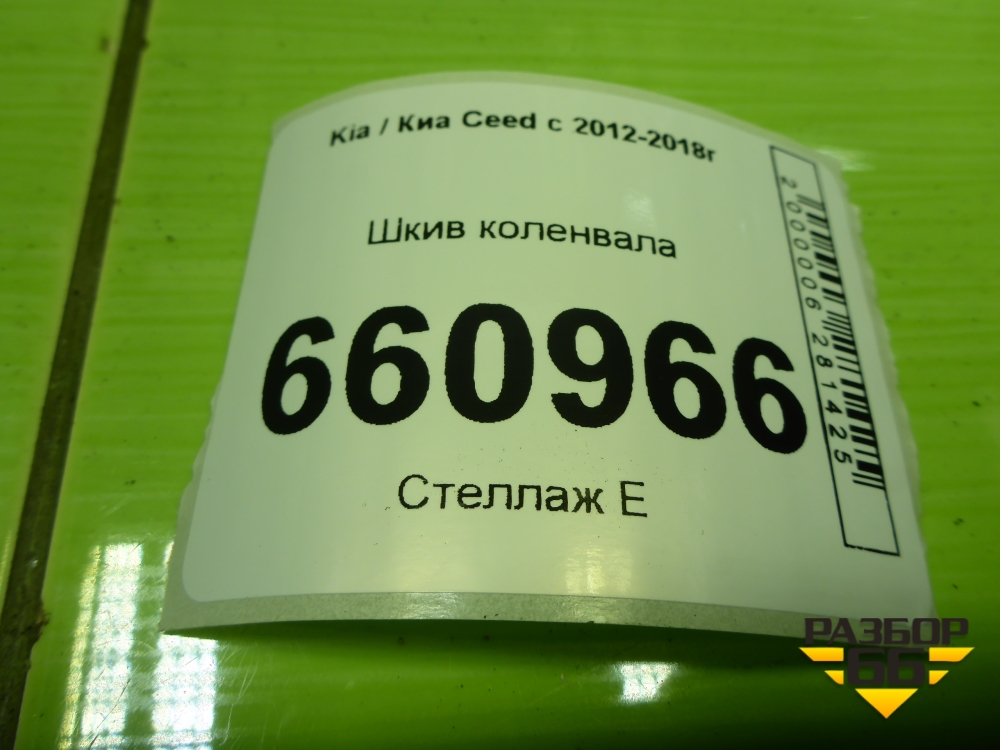 Kia / Киа Ceed с 2012-2018г
Шкив коленвала
660966
Стеллаж Е
2000006281425
РАЗБОР
66